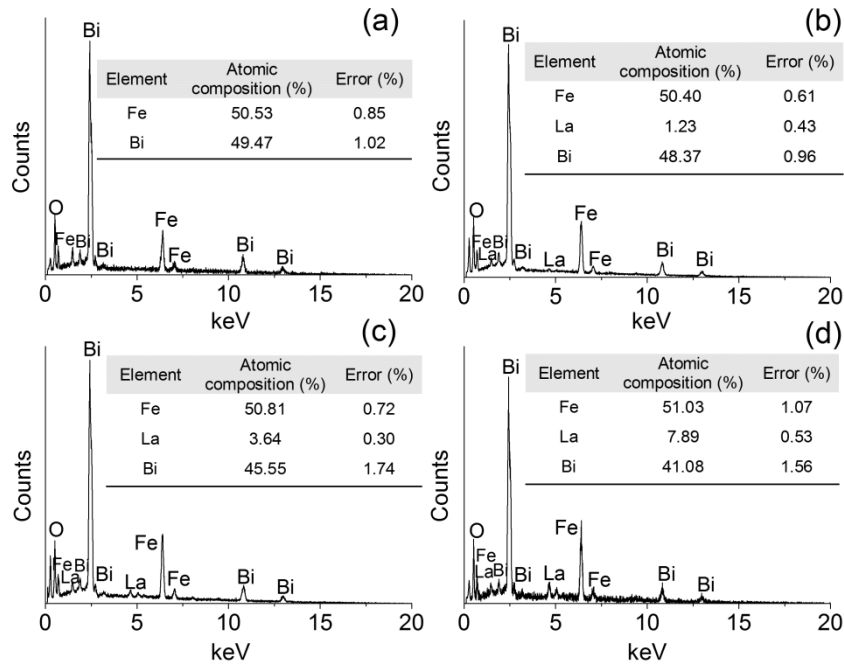 (a)
Bi
Element Atomic composition (%) Error (%)
Fe 50.53 0.85
Bi 49.47 1.02
Counts
O
Fe Bi Bi Fe Fe Bi Bi
0 5 10 15 20
keV
(b)
Bi
Element Atomic composition (%) Error (%)
Fe 50.40 0.61
La 1.23 0.43
Bi 48.37 0.96
Counts
O
Fe La Bi Bi La Fe Fe Bi Bi
0 5 10 15 20
keV
(c)
Bi
Element Atomic composition (%) Error (%)
Fe 50.81 0.72
La 3.64 0.30
Bi 45.55 1.74
Counts
O
Fe La Bi Bi La Fe Fe Bi Bi
0 5 10 15 20
keV
(d)
Bi
Element Atomic composition (%) Error (%)
Fe 51.03 1.07
La 7.89 0.53
Bi 41.08 1.56
Counts
O
Fe La Bi Bi La Fe Fe Bi Bi
0 5 10 15 20
keV